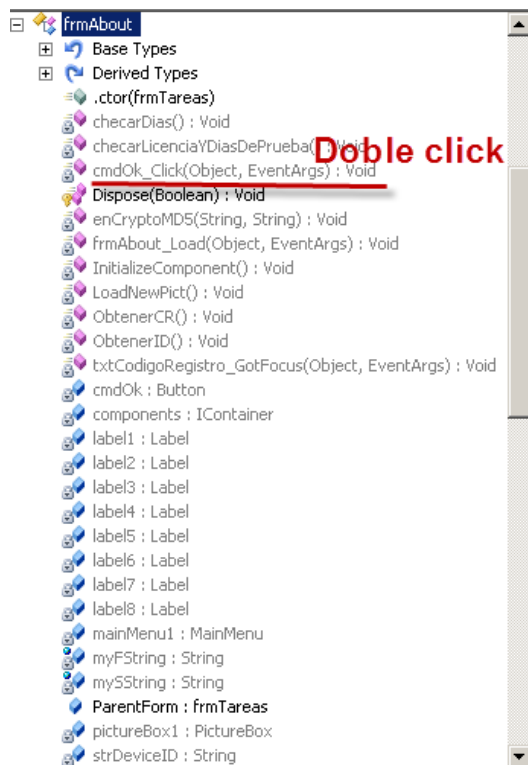 frmAbout
Base Types
Derived Types
.ctor(frmTareas)
checarDias() : Void
checarLicenciaYDiasDePrueba() : Void
Doble click
cmdOk_Click(Object, EventArgs) : Void
Dispose(Boolean) : Void
enCryptoMD5(String, String) : Void
frmAbout_Load(Object, EventArgs) : Void
InitializeComponent() : Void
LoadNewPict() : Void
ObtenerCR() : Void
ObtenerID() : Void
txtCodigoRegistro_GotFocus(Object, EventArgs) : Void
cmdOk : Button
components : IContainer
label1 : Label
label2 : Label
label3 : Label
label4 : Label
label5 : Label
label6 : Label
label7 : Label
label8 : Label
mainMenu1 : MainMenu
myFString : String
mySString : String
ParentForm : frmTareas
pictureBox1 : PictureBox
strDeviceID : String